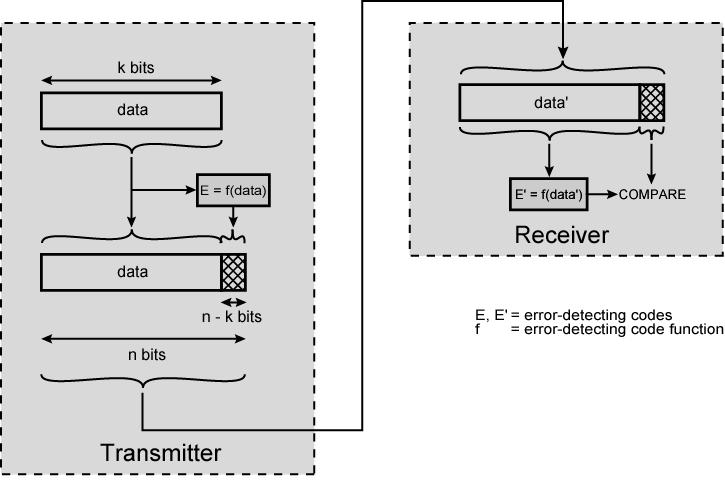 k bits
data
E = f(data)
data
n - k bits
n bits
Transmitter
data'
E' = f(data')
COMPARE
Receiver
E, E' = error-detecting codes
f = error-detecting code function